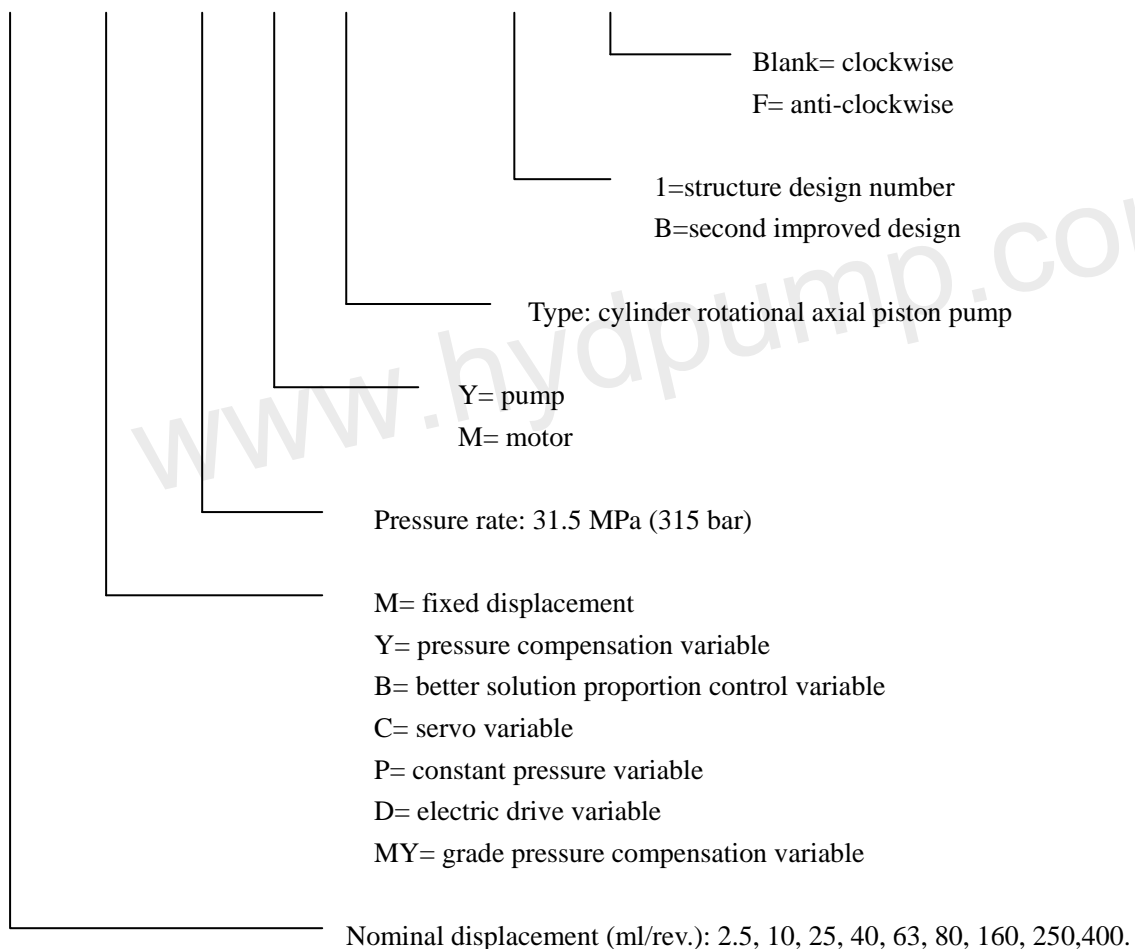 Blank= clockwise
F= anti-clockwise
1=structure design number
B=second improved design
Type: cylinder rotational axial piston pump
Y= pump
M= motor
Pressure rate: 31.5 MPa (315 bar)
M= fixed displacement
Y= pressure compensation variable
B= better solution proportion control variable
C= servo variable
P= constant pressure variable
D= electric drive variable
MY= grade pressure compensation variable
Nominal displacement (ml/rev.): 2.5, 10, 25, 40, 63, 80, 160, 250,400.
www.hydpump.com